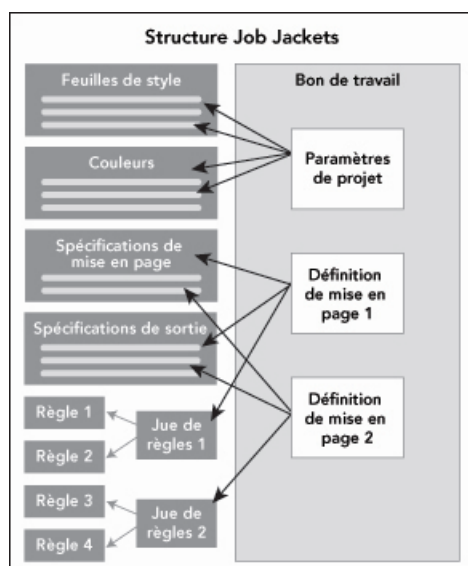 Structure Job Jackets
Feuilles de style
Couleurs
Spécifications de
mise en page
Spécifications de sortie
Règle 1
Règle 2
Jue de
règles 1
Règle 3
Règle 4
Jue de
règles 2
Bon de travail
Paramètres
de projet
Définition
de mise en
page 1
Définition
de mise en
page 2